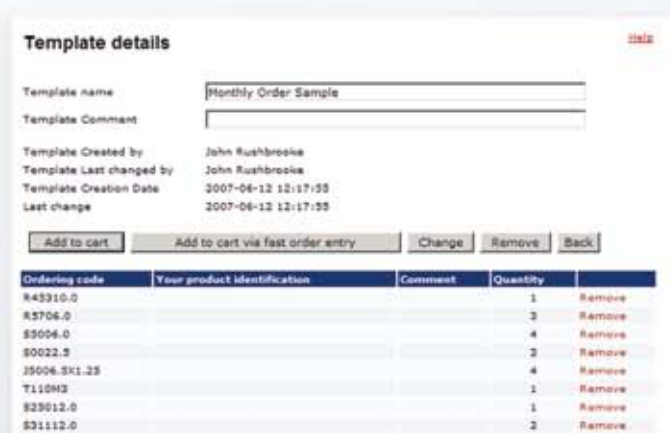 Template details
Help
Template name
Monthly Order Sample
Template Comment
Template Created by John Rushbrooke
Template Last changed by John Rushbrooke
Template Creation Date 2007-06-12 12:17:55
Last change 2007-06-12 12:17:55
Add to cart Add to cart via fast order entry Change Remove Back
Ordering code Your product identification Comment Quantity
R45310.0 1 Remove
R5706.0 3 Remove
S5006.0 4 Remove
S0022.5 3 Remove
J5006.5X1.25 4 Remove
T110M3 1 Remove
S23012.0 1 Remove
S31112.0 2 Remove